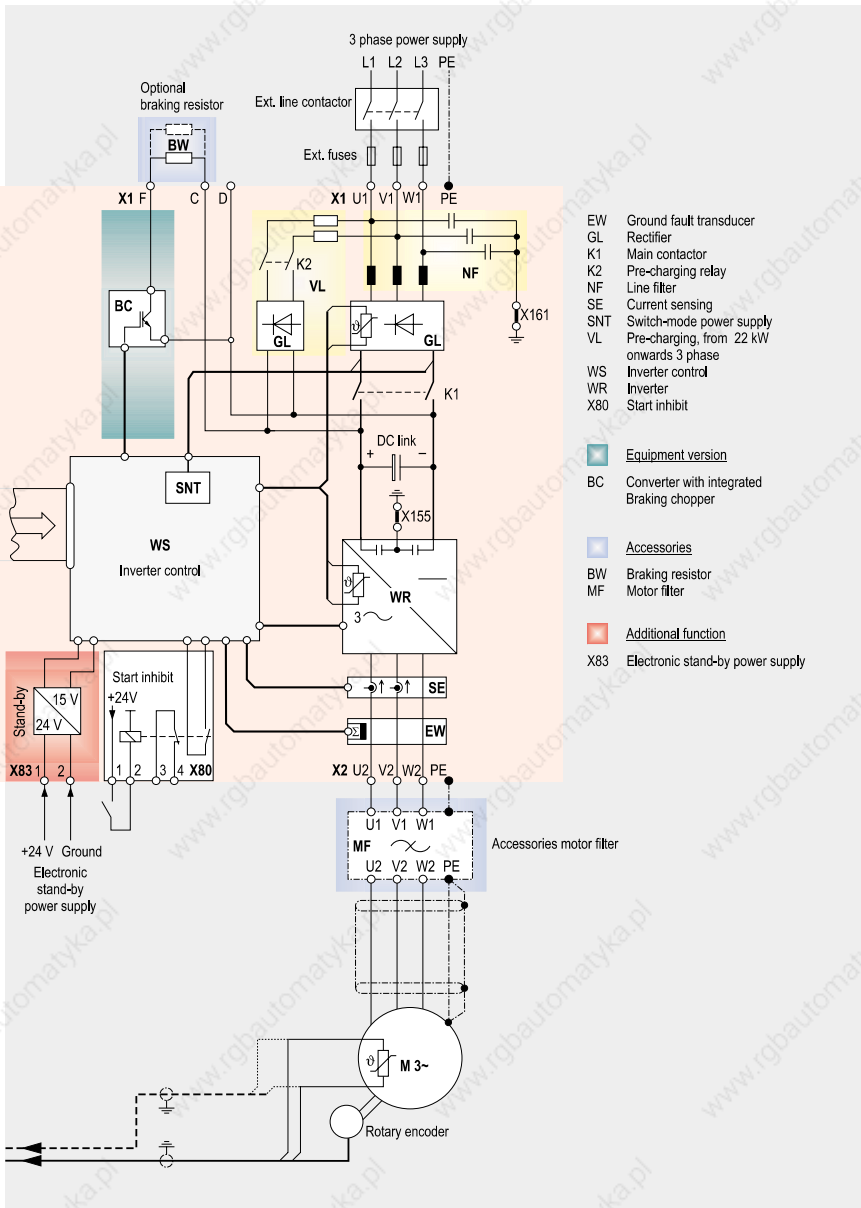 3 phase power supply
L1 L2 L3 PE
Optional
braking resistor
BW
Ext. line contactor
Ext. fuses
X1 F C D
X1 U1 V1 W1 PE
K2
VL
NF
BC
GL
GL
X161
K1
DC link
+ −
SNT
X155
WS
Inverter control
ϑ
ϑ
WR
3
EW Ground fault transducer
GL Rectifier
K1 Main contactor
K2 Pre-charging relay
NF Line filter
SE Current sensing
SNT Switch-mode power supply
VL Pre-charging, from 22 kW
onwards 3 phase
WS Inverter control
WR Inverter
X80 Start inhibit
Equipment version
BC Converter with integrated
Braking chopper
Accessories
BW Braking resistor
MF Motor filter
Additional function
X83 Electronic stand-by power supply
Stand-by
15 V
24 V
X83 1 2
Start inhibit
+24V
1 2 3 4 X80
SE
Σ
EW
X2 U2 V2 W2 PE
+24 V Ground
Electronic
stand-by
power supply
U1 V1 W1
MF
U2 V2 W2 PE
Accessories motor filter
ϑ
M 3~
Rotary encoder
www.rgbautomatyka.pl